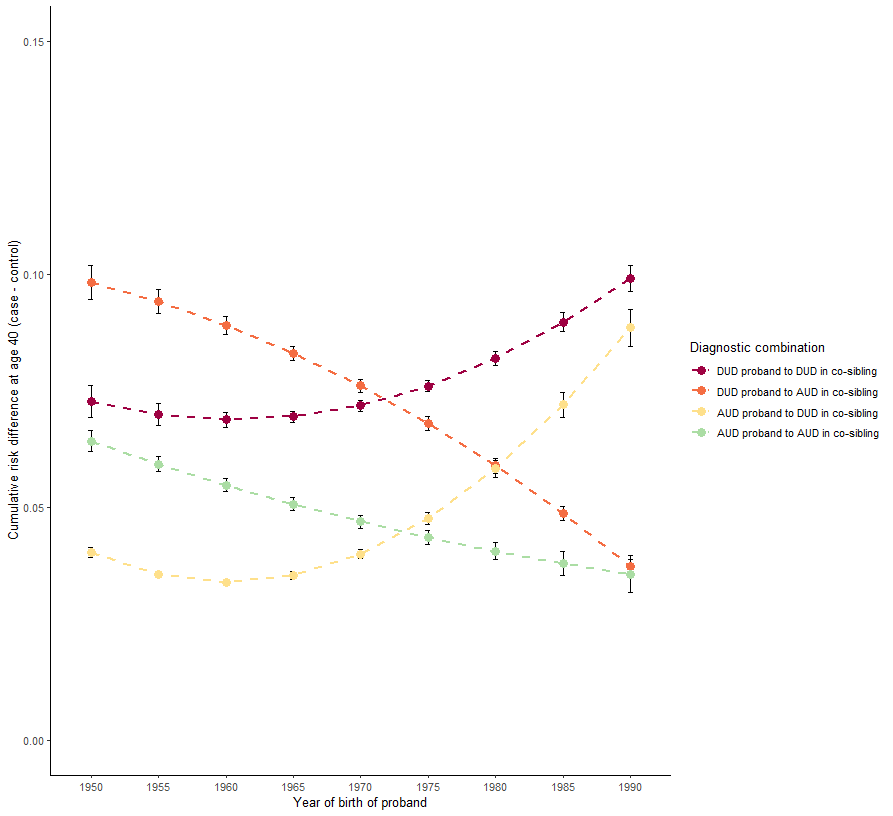 Cumulative risk difference at age 40 (case - control)
0.15
0.10
0.05
0.00
1950 1955 1960 1965 1970 1975 1980 1985 1990
Year of birth of proband
Diagnostic combination
DUD proband to DUD in co-sibling
DUD proband to AUD in co-sibling
AUD proband to DUD in co-sibling
AUD proband to AUD in co-sibling